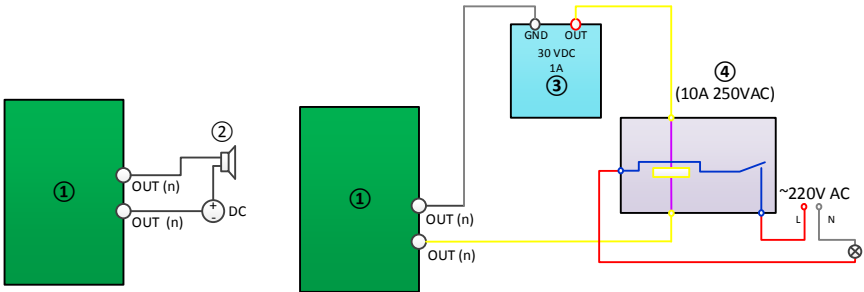 ①
②
OUT (n)
OUT (n)
+
-
DC
①
OUT (n)
OUT (n)
GND
OUT
30 VDC
1A
③
④
(10A 250VAC)
~220V AC
L
N